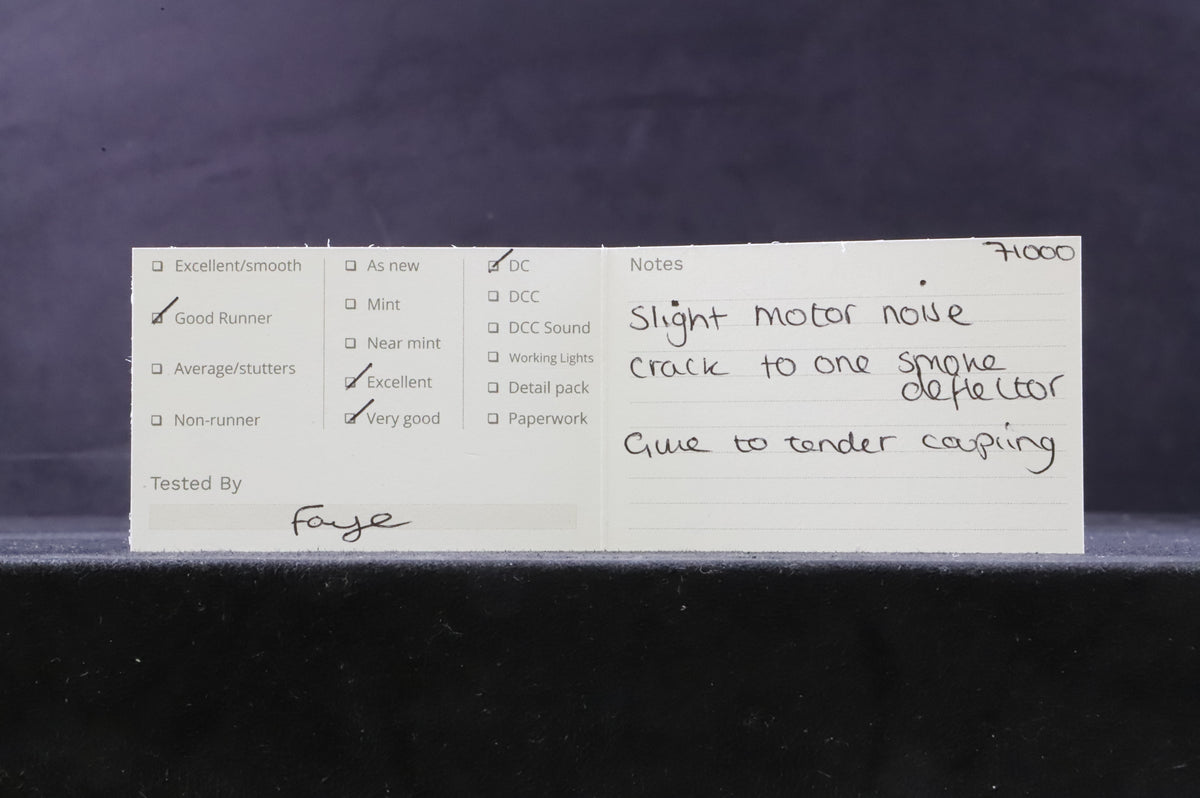 Excellent/smooth
Good Runner
Average/stutters
Non-runner
As new
Mint
Near mint
Excellent
Very good
DC
DCC
DCC Sound
Working Lights
Detail pack
Paperwork
Tested By
Faye
71000
Notes
Slight motor noise
crack to one smoke
deflector
Glue to tender coupling